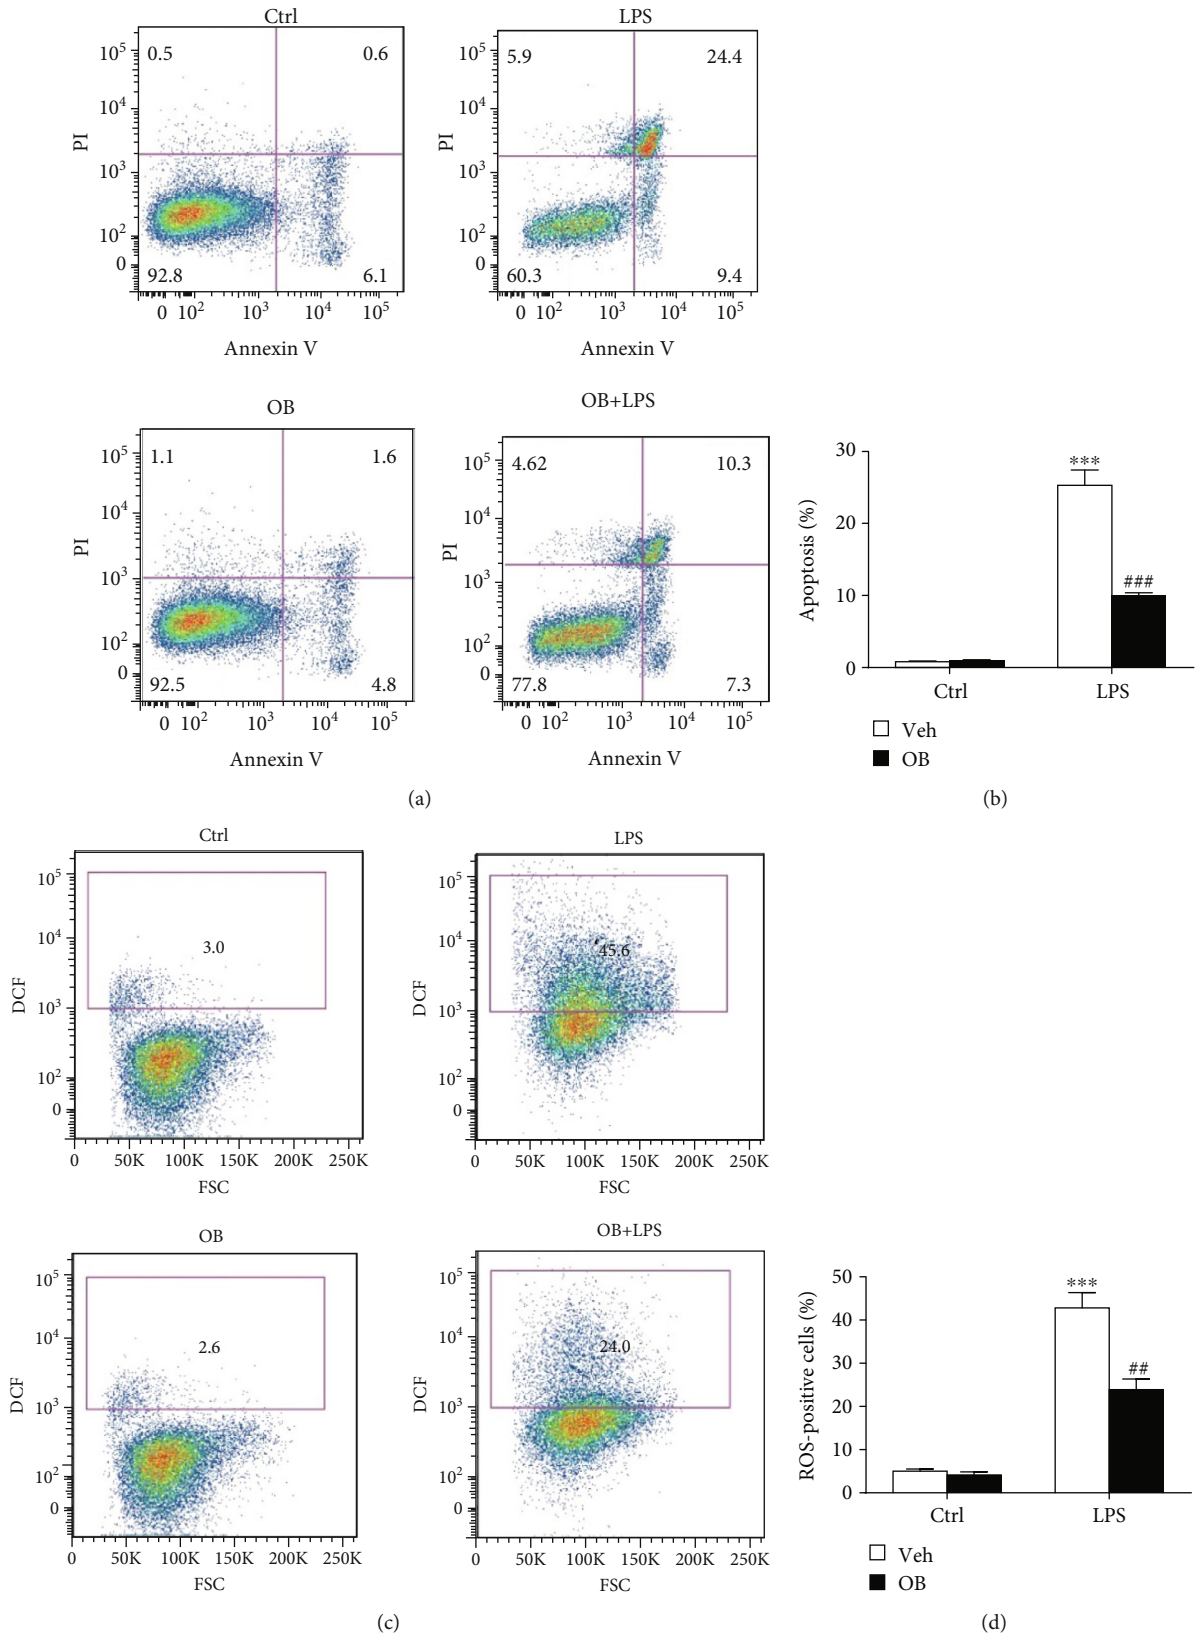 Ctrl
LPS
10⁵
0.5
0.6
10⁵
5.9
24.4
10⁴
10⁴
PI
PI
10³
10³
10²
10²
0
0
92.8
6.1
60.3
9.4
0 10² 10³ 10⁴ 10⁵
0 10² 10³ 10⁴ 10⁵
Annexin V
Annexin V
OB
OB+LPS
10⁵
1.1
1.6
10⁵
4.62
10.3
10⁴
10⁴
PI
PI
10³
10³
10²
10²
0
0
92.5
4.8
77.8
7.3
0 10² 10³ 10⁴ 10⁵
0 10² 10³ 10⁴ 10⁵
Annexin V
Annexin V
(a)
30
***
20
Apoptosis (%)
###
10
0
Ctrl
LPS
Veh
OB
(b)
Ctrl
LPS
10⁵
10⁵
10⁴
3.0
10⁴
45.6
DCF
DCF
10³
10³
10²
10²
0
0
0 50K 100K 150K 200K 250K
0 50K 100K 150K 200K 250K
FSC
FSC
OB
OB+LPS
10⁵
10⁵
10⁴
2.6
10⁴
24.0
DCF
DCF
10³
10³
10²
10²
0
0
0 50K 100K 150K 200K 250K
0 50K 100K 150K 200K 250K
FSC
FSC
(c)
50
***
40
ROS-positive cells (%)
30
##
20
10
0
Ctrl
LPS
Veh
OB
(d)